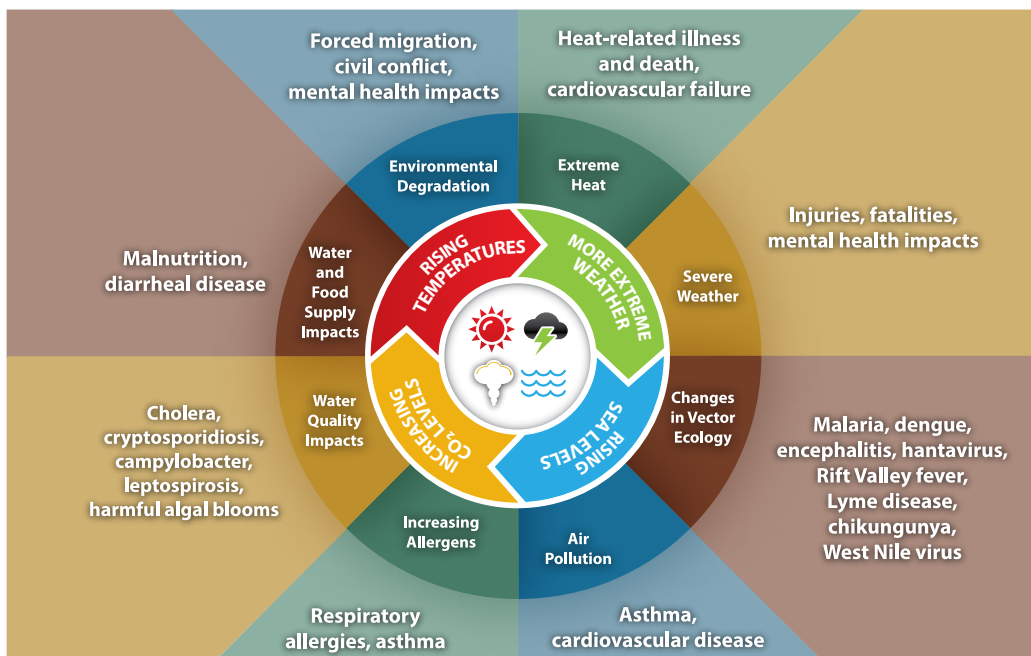 Forced migration,
civil conflict,
mental health impacts
Heat-related illness
and death,
cardiovascular failure
Environmental
Degradation
Extreme
Heat
Injuries, fatalities,
mental health impacts
Severe
Weather
Malnutrition,
diarrheal disease
Water
and
Food
Supply
Impacts
RISING
TEMPERATURES
MORE EXTREME
WEATHER
INCREASING
CO₂ LEVELS
RISING
SEA LEVELS
Water
Quality
Impacts
Changes
in Vector
Ecology
Cholera,
cryptosporidiosis,
campylobacter,
leptospirosis,
harmful algal blooms
Malaria, dengue,
encephalitis, hantavirus,
Rift Valley fever,
Lyme disease,
chikungunya,
West Nile virus
Increasing
Allergens
Air
Pollution
Respiratory
allergies, asthma
Asthma,
cardiovascular disease